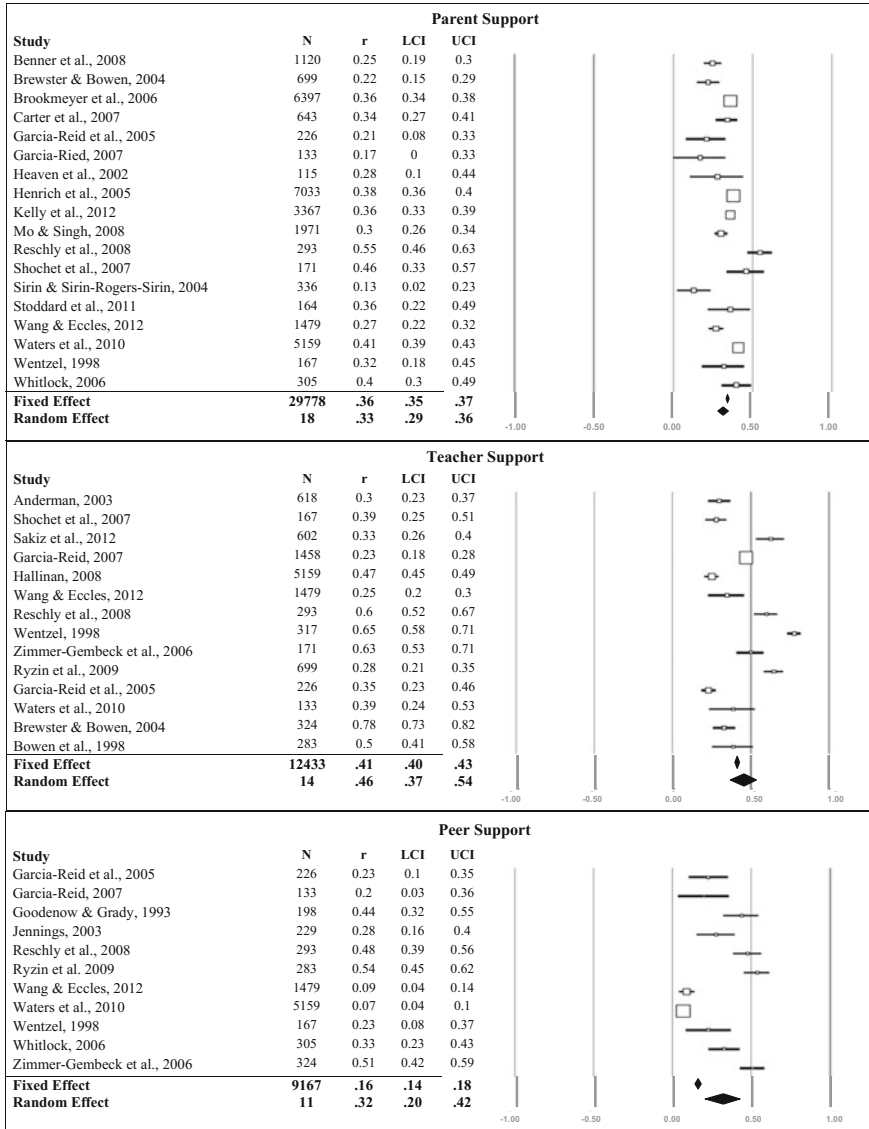 Parent Support
Study N r LCI UCI
Benner et al., 2008 1120 0.25 0.19 0.3
Brewster & Bowen, 2004 699 0.22 0.15 0.29
Brookmeyer et al., 2006 6397 0.36 0.34 0.38
Carter et al., 2007 643 0.34 0.27 0.41
Garcia-Reid et al., 2005 226 0.21 0.08 0.33
Garcia-Ried, 2007 133 0.17 0 0.33
Heaven et al., 2002 115 0.28 0.1 0.44
Henrich et al., 2005 7033 0.38 0.36 0.4
Kelly et al., 2012 3367 0.36 0.33 0.39
Mo & Singh, 2008 1971 0.3 0.26 0.34
Reschly et al., 2008 293 0.55 0.46 0.63
Shochet et al., 2007 171 0.46 0.33 0.57
Sirin & Sirin-Rogers-Sirin, 2004 336 0.13 0.02 0.23
Stoddard et al., 2011 164 0.36 0.22 0.49
Wang & Eccles, 2012 1479 0.27 0.22 0.32
Waters et al., 2010 5159 0.41 0.39 0.43
Wentzel, 1998 167 0.32 0.18 0.45
Whitlock, 2006 305 0.4 0.3 0.49
Fixed Effect 29778 .36 .35 .37
Random Effect 18 .33 .29 .36
-1.00 -0.50 0.00 0.50 1.00
Teacher Support
Study N r LCI UCI
Anderman, 2003 618 0.3 0.23 0.37
Shochet et al., 2007 167 0.39 0.25 0.51
Sakiz et al., 2012 602 0.33 0.26 0.4
Garcia-Reid, 2007 1458 0.23 0.18 0.28
Hallinan, 2008 5159 0.47 0.45 0.49
Wang & Eccles, 2012 1479 0.25 0.2 0.3
Reschly et al., 2008 293 0.6 0.52 0.67
Wentzel, 1998 317 0.65 0.58 0.71
Zimmer-Gembeck et al., 2006 171 0.63 0.53 0.71
Ryzin et al., 2009 699 0.28 0.21 0.35
Garcia-Reid et al., 2005 226 0.35 0.23 0.46
Waters et al., 2010 133 0.39 0.24 0.53
Brewster & Bowen, 2004 324 0.78 0.73 0.82
Bowen et al., 1998 283 0.5 0.41 0.58
Fixed Effect 12433 .41 .40 .43
Random Effect 14 .46 .37 .54
-1.00 -0.50 0.00 0.50 1.00
Peer Support
Study N r LCI UCI
Garcia-Reid et al., 2005 226 0.23 0.1 0.35
Garcia-Reid, 2007 133 0.2 0.03 0.36
Goodenow & Grady, 1993 198 0.44 0.32 0.55
Jennings, 2003 229 0.28 0.16 0.4
Reschly et al., 2008 293 0.48 0.39 0.56
Ryzin et al. 2009 283 0.54 0.45 0.62
Wang & Eccles, 2012 1479 0.09 0.04 0.14
Waters et al., 2010 5159 0.07 0.04 0.1
Wentzel, 1998 167 0.23 0.08 0.37
Whitlock, 2006 305 0.33 0.23 0.43
Zimmer-Gembeck et al., 2006 324 0.51 0.42 0.59
Fixed Effect 9167 .16 .14 .18
Random Effect 11 .32 .20 .42
-1.00 -0.50 0.00 0.50 1.00